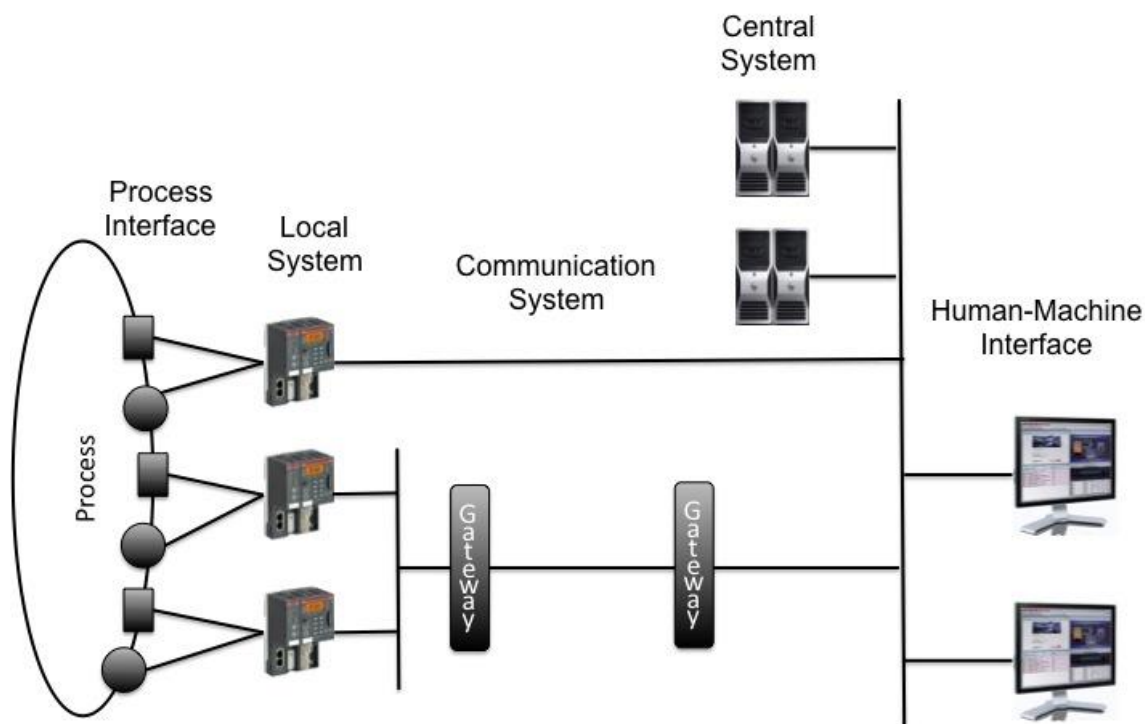 Central
System
Process
Interface
Local
System
Communication
System
Human-Machine
Interface
Process
Gateway
Gateway